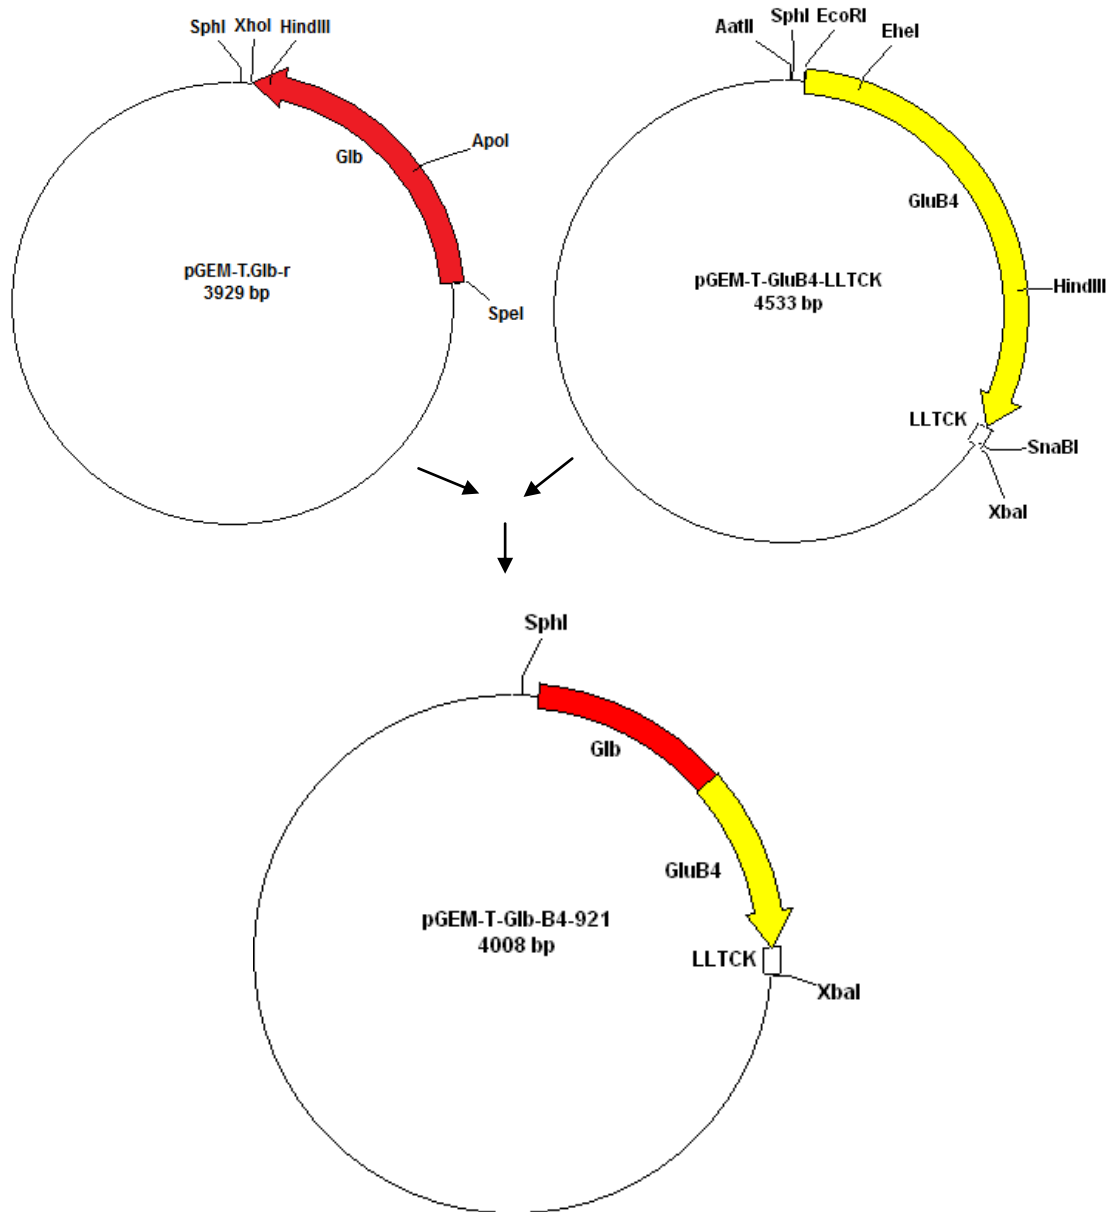 SphI XhoI HindIII
ApoI
Glb
pGEM-T.Glb-r
3929 bp
SpeI
SphI EcoRI
AatII
EheI
GluB4
pGEM-T-GluB4-LLTCK
4533 bp
HindIII
LLTCK
SnaBI
XbaI
SphI
Glb
GluB4
pGEM-T-Glb-B4-921
4008 bp
LLTCK
XbaI